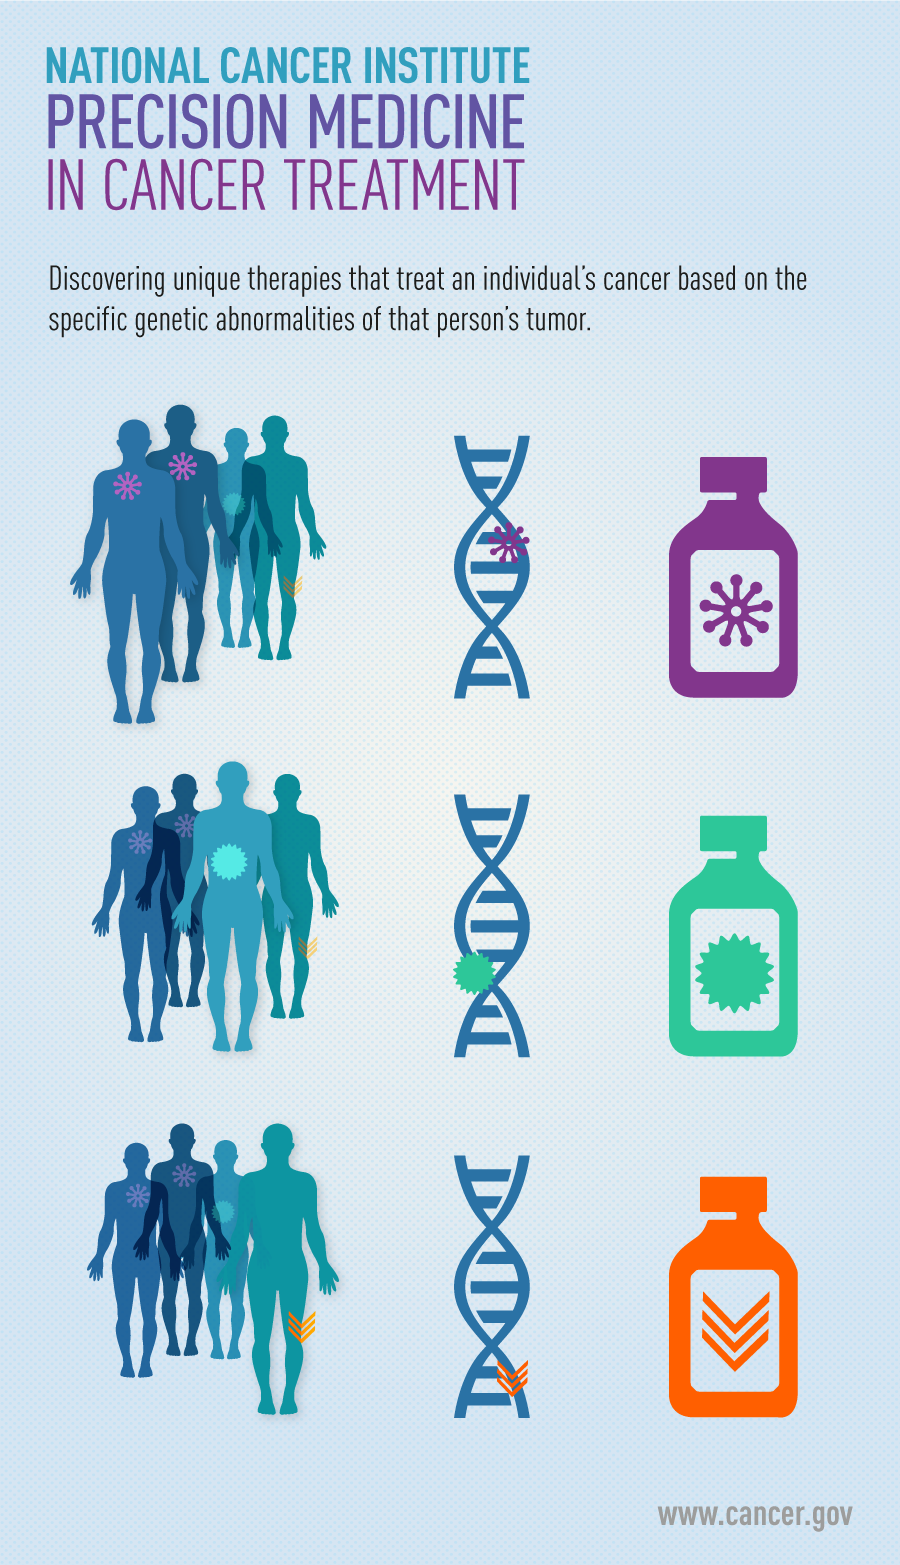 NATIONAL CANCER INSTITUTE
PRECISION MEDICINE
IN CANCER TREATMENT
Discovering unique therapies that treat an individual's cancer based on the
specific genetic abnormalities of that person's tumor.
www.cancer.gov